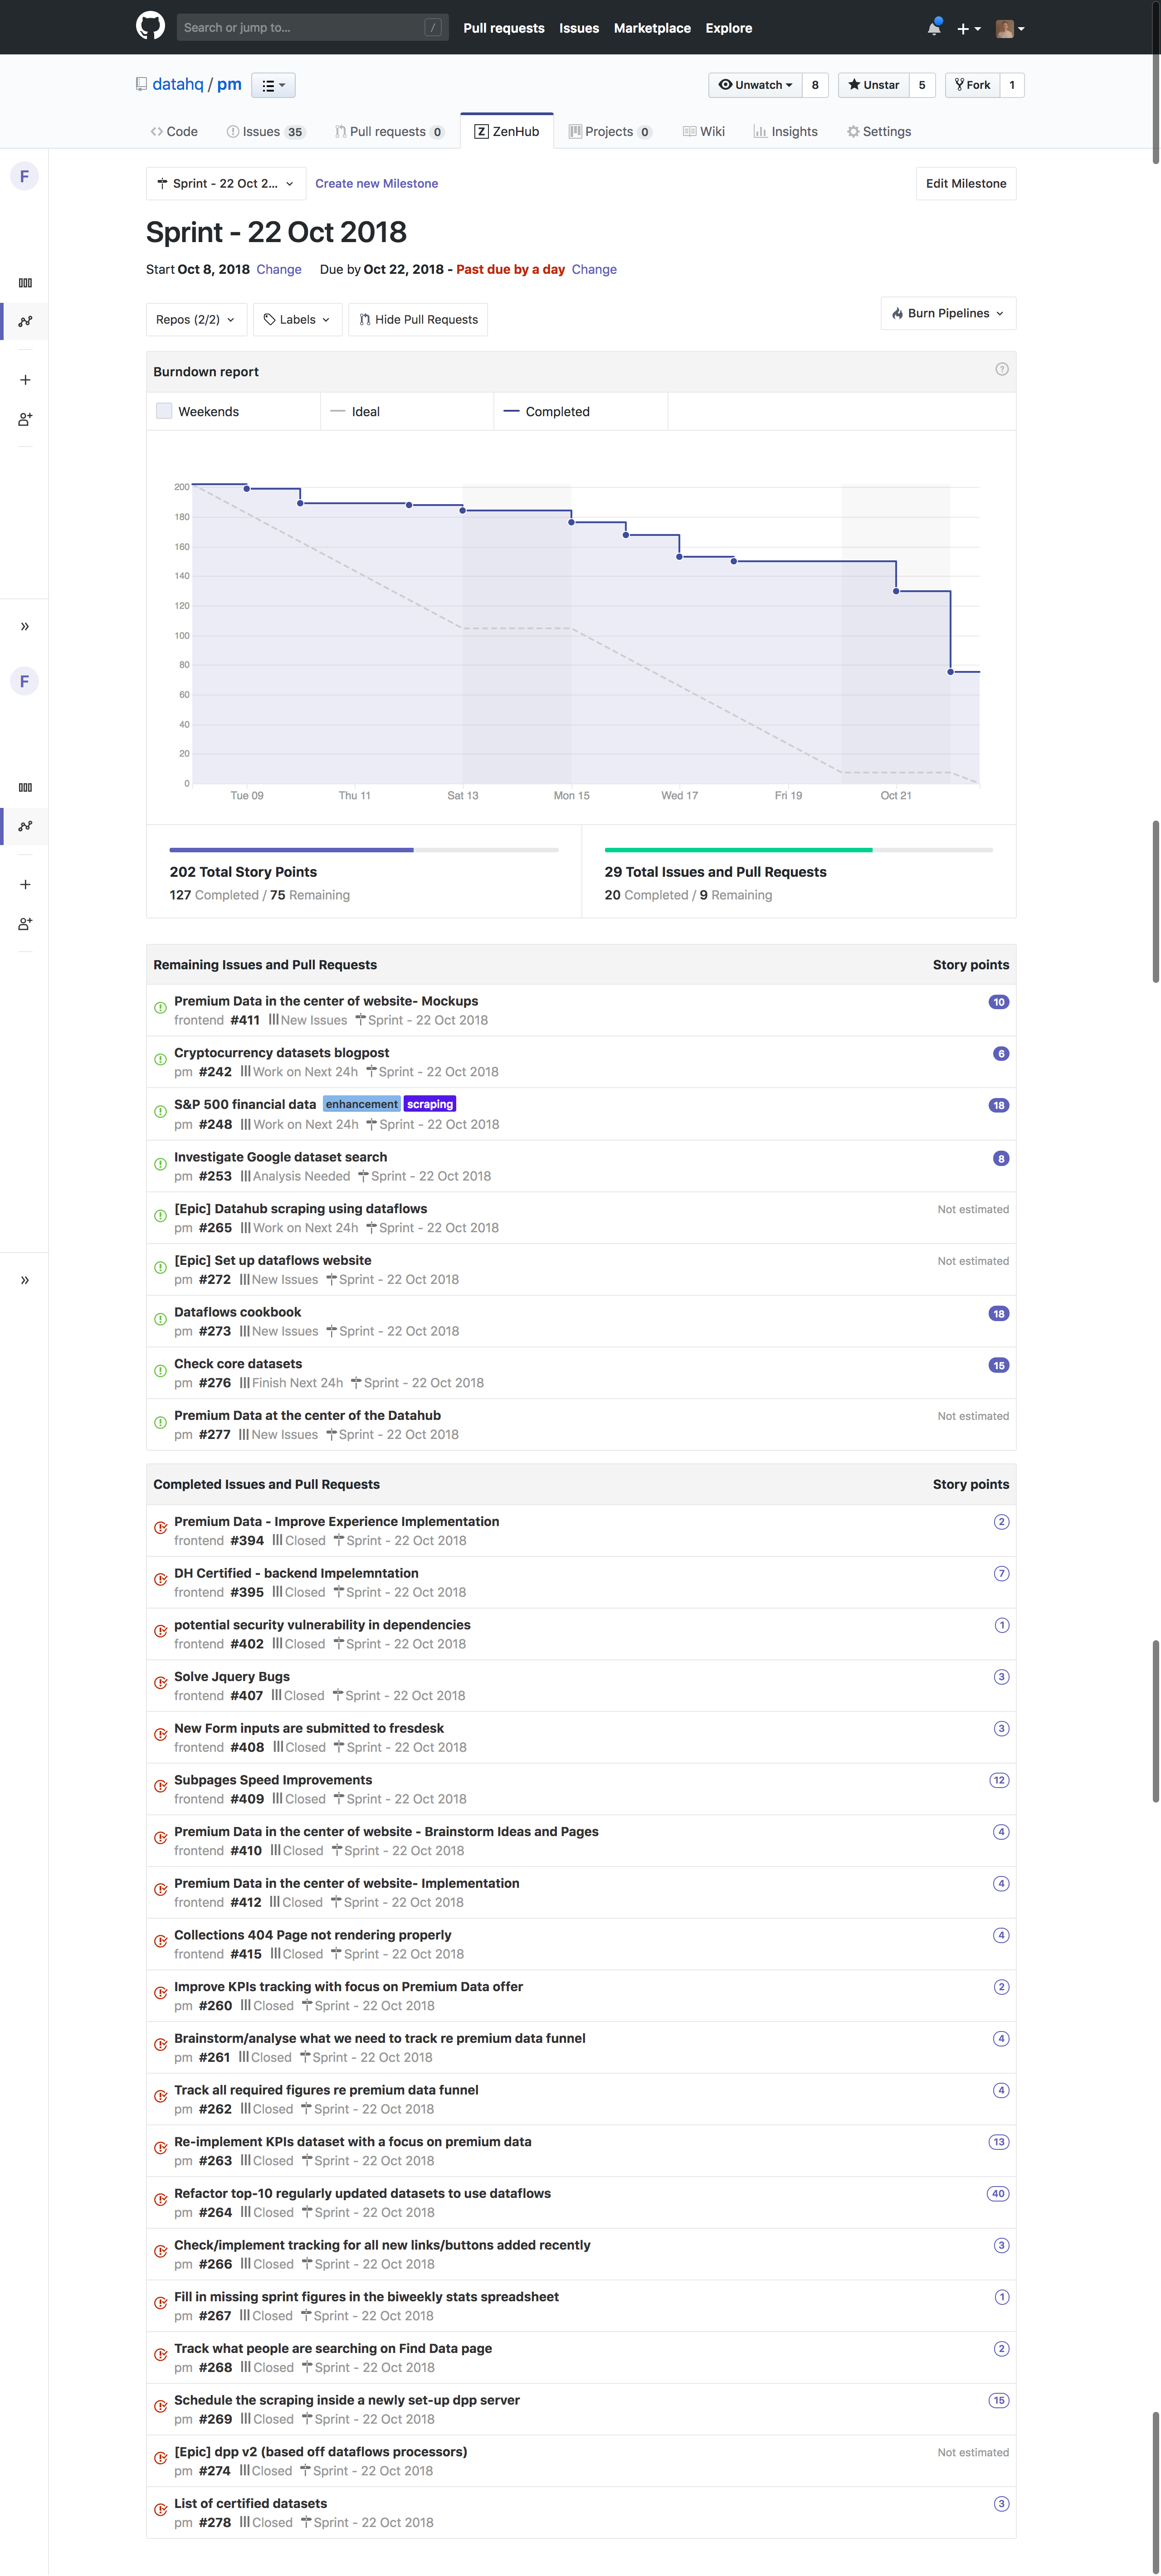 Search or jump to... /
Pull requests Issues Marketplace Explore
datahq / pm
Unwatch 8 Unstar 5 Fork 1
Code Issues 35 Pull requests 0 ZenHub Projects 0 Wiki Insights Settings
F
Sprint - 22 Oct 2... Create new Milestone Edit Milestone
Sprint - 22 Oct 2018
Start Oct 8, 2018 Change Due by Oct 22, 2018 - Past due by a day Change
Repos (2/2) Labels Hide Pull Requests Burn Pipelines
Burndown report ?
Weekends Ideal Completed
200
180
160
140
120
100
80
60
40
20
0
Tue 09 Thu 11 Sat 13 Mon 15 Wed 17 Fri 19 Oct 21
F
202 Total Story Points
127 Completed / 75 Remaining
29 Total Issues and Pull Requests
20 Completed / 9 Remaining
Remaining Issues and Pull Requests Story points
Premium Data in the center of website- Mockups 10
frontend #411 New Issues Sprint - 22 Oct 2018
Cryptocurrency datasets blogpost 6
pm #242 Work on Next 24h Sprint - 22 Oct 2018
S&P 500 financial data enhancement scraping 18
pm #248 Work on Next 24h Sprint - 22 Oct 2018
Investigate Google dataset search 8
pm #253 Analysis Needed Sprint - 22 Oct 2018
[Epic] Datahub scraping using dataflows Not estimated
pm #265 Work on Next 24h Sprint - 22 Oct 2018
[Epic] Set up dataflows website Not estimated
pm #272 New Issues Sprint - 22 Oct 2018
Dataflows cookbook 18
pm #273 New Issues Sprint - 22 Oct 2018
Check core datasets 15
pm #276 Finish Next 24h Sprint - 22 Oct 2018
Premium Data at the center of the Datahub Not estimated
pm #277 New Issues Sprint - 22 Oct 2018
Completed Issues and Pull Requests Story points
Premium Data - Improve Experience Implementation 2
frontend #394 Closed Sprint - 22 Oct 2018
DH Certified - backend Impelemntation 7
frontend #395 Closed Sprint - 22 Oct 2018
potential security vulnerability in dependencies 1
frontend #402 Closed Sprint - 22 Oct 2018
Solve Jquery Bugs 3
frontend #407 Closed Sprint - 22 Oct 2018
New Form inputs are submitted to fresdesk 3
frontend #408 Closed Sprint - 22 Oct 2018
Subpages Speed Improvements 12
frontend #409 Closed Sprint - 22 Oct 2018
Premium Data in the center of website - Brainstorm Ideas and Pages 4
frontend #410 Closed Sprint - 22 Oct 2018
Premium Data in the center of website- Implementation 4
frontend #412 Closed Sprint - 22 Oct 2018
Collections 404 Page not rendering properly 4
frontend #415 Closed Sprint - 22 Oct 2018
Improve KPIs tracking with focus on Premium Data offer 2
pm #260 Closed Sprint - 22 Oct 2018
Brainstorm/analyse what we need to track re premium data funnel 4
pm #261 Closed Sprint - 22 Oct 2018
Track all required figures re premium data funnel 4
pm #262 Closed Sprint - 22 Oct 2018
Re-implement KPIs dataset with a focus on premium data 13
pm #263 Closed Sprint - 22 Oct 2018
Refactor top-10 regularly updated datasets to use dataflows 40
pm #264 Closed Sprint - 22 Oct 2018
Check/implement tracking for all new links/buttons added recently 3
pm #266 Closed Sprint - 22 Oct 2018
Fill in missing sprint figures in the biweekly stats spreadsheet 1
pm #267 Closed Sprint - 22 Oct 2018
Track what people are searching on Find Data page 2
pm #268 Closed Sprint - 22 Oct 2018
Schedule the scraping inside a newly set-up dpp server 15
pm #269 Closed Sprint - 22 Oct 2018
[Epic] dpp v2 (based off dataflows processors) Not estimated
pm #274 Closed Sprint - 22 Oct 2018
List of certified datasets 3
pm #278 Closed Sprint - 22 Oct 2018